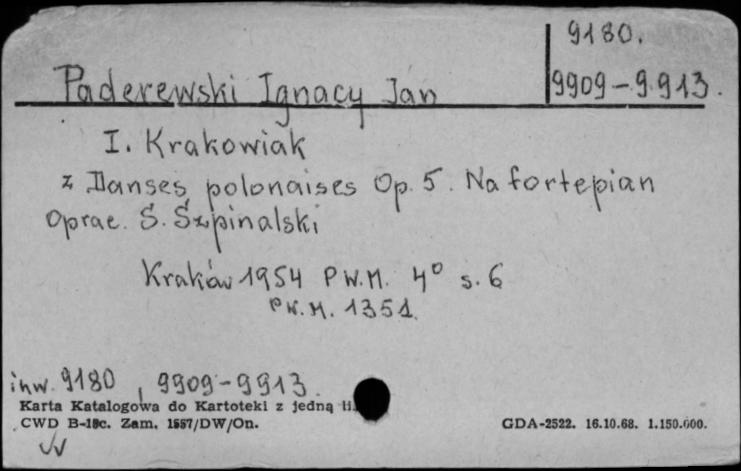 9180.
Paderewski Ignacy Jan 9909-9913.
I. Krakowiak
z Danses polonaises Op. 5. Na fortepian
Oprac. S. Szpinalski
Kraków 1954 P.W.M. 4° s. 6
P.W.M. 1351.
inw. 9180, 9909-9913.
Karta Katalogowa do Kartoteki z jedną
CWD B-18c. Zam. 1557/DW/On. GDA-2522. 16.10.68. 1.150.000.